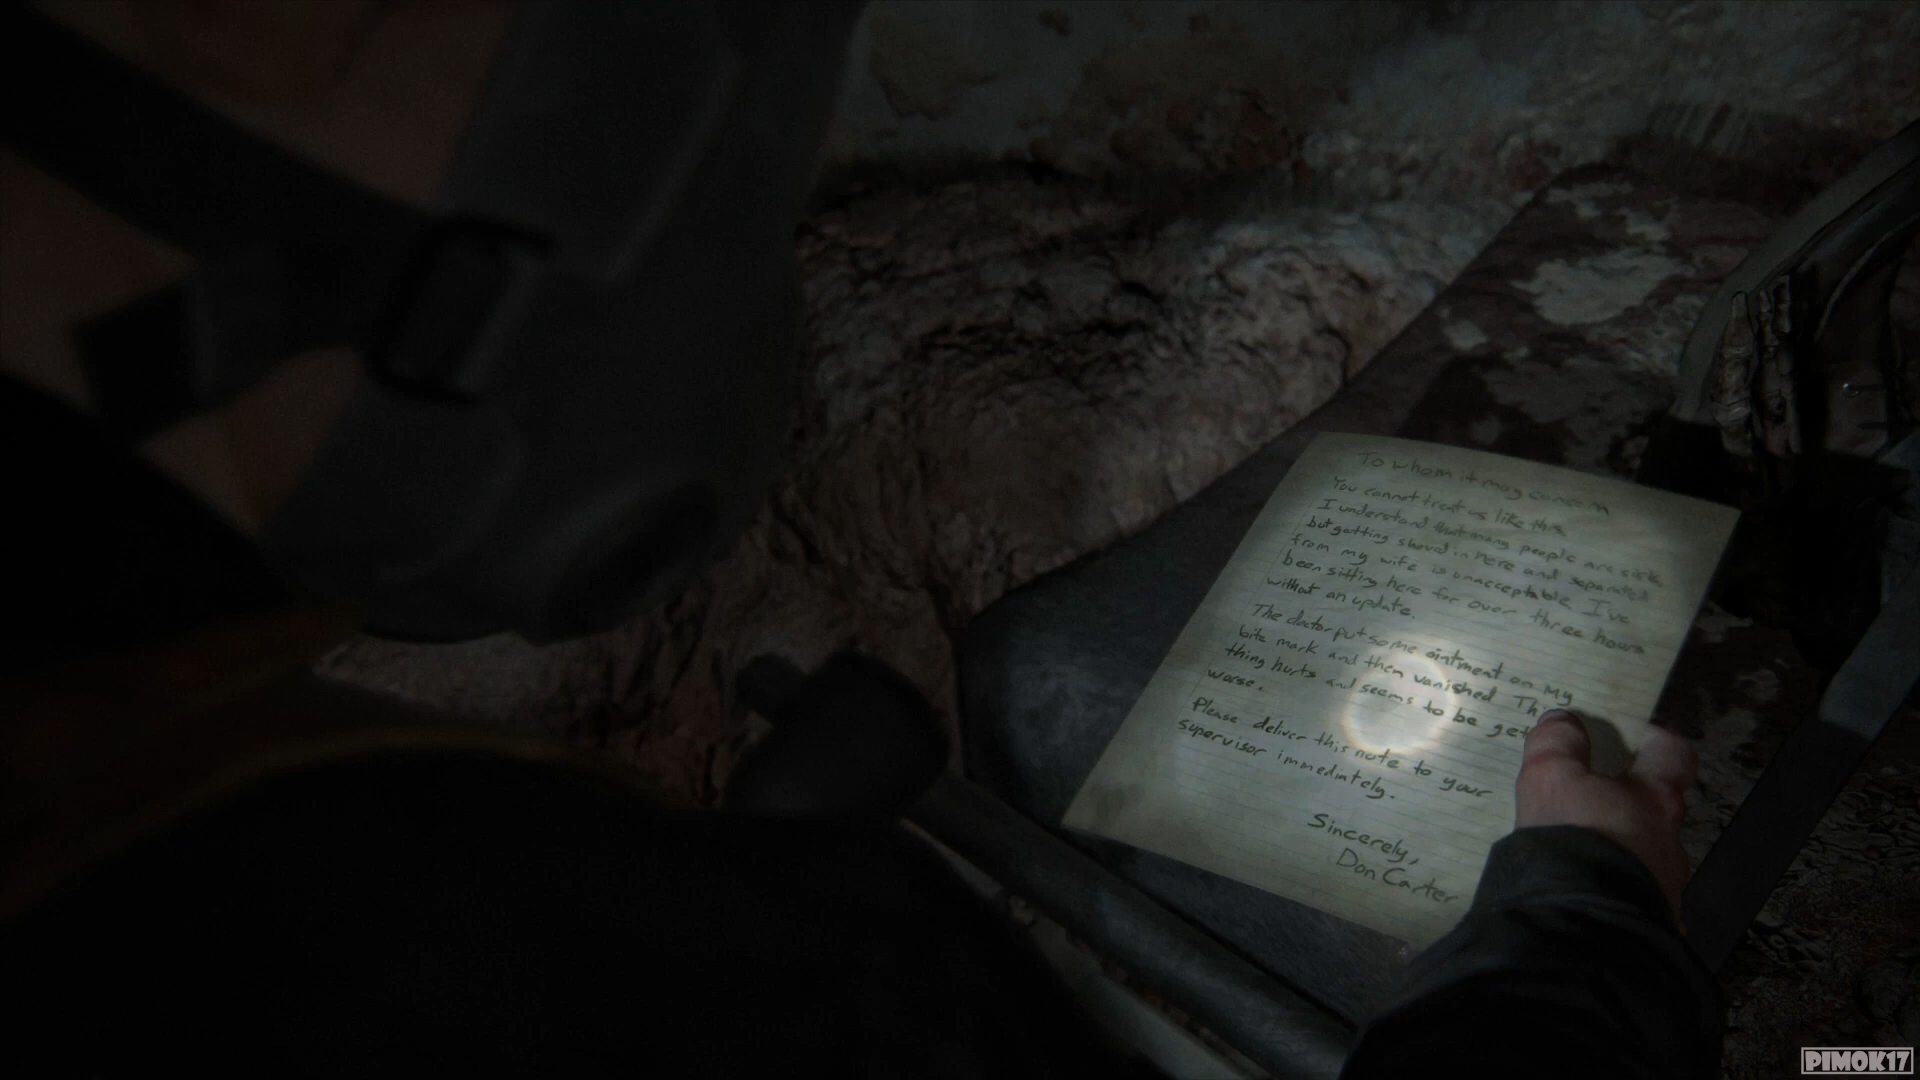 To whom it may concern
You cannot treat us like this
I understand that many people are sick,
but getting shoved in here and separated
from my wife is unacceptable. I've
been sitting here for over three hours
without an update.
The doctor put some ointment on my
bite mark and then vanished. This
thing hurts and seems to be get
worse.
Please deliver this note to your
supervisor immediately.
Sincerely,
Don Carter
PIMOK17